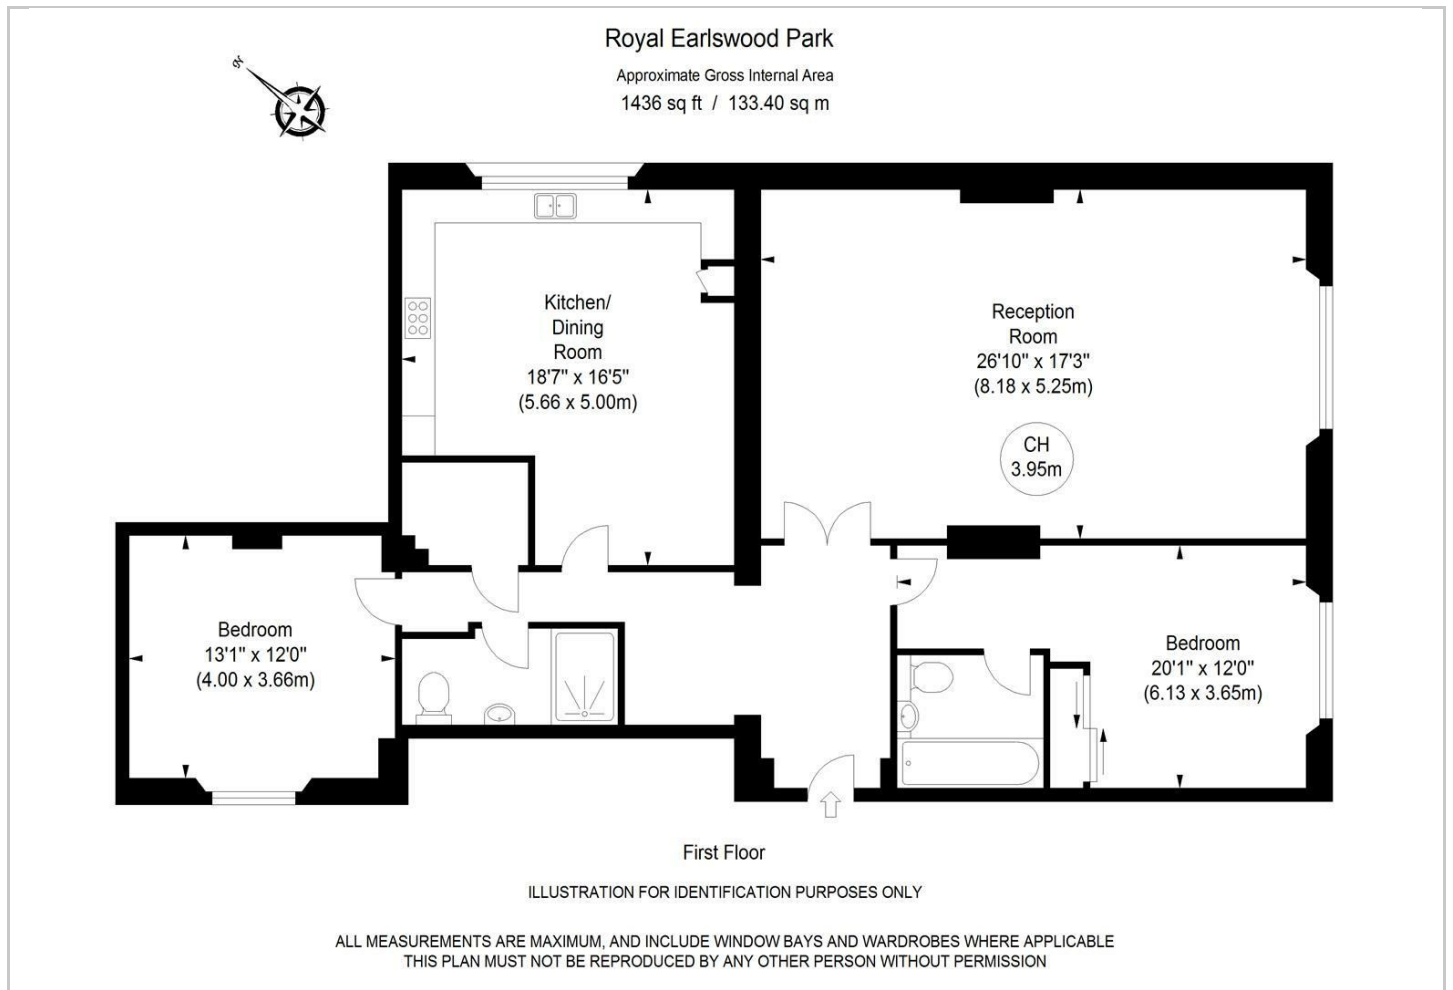 Royal Earlswood Park
Approximate Gross Internal Area
1436 sq ft / 133.40 sq m
N
Kitchen/
Dining
Room
18'7" x 16'5"
(5.66 x 5.00m)
Reception
Room
26'10" x 17'3"
(8.18 x 5.25m)
CH
3.95m
Bedroom
13'1" x 12'0"
(4.00 x 3.66m)
Bedroom
20'1" x 12'0"
(6.13 x 3.65m)
First Floor
ILLUSTRATION FOR IDENTIFICATION PURPOSES ONLY
ALL MEASUREMENTS ARE MAXIMUM, AND INCLUDE WINDOW BAYS AND WARDROBES WHERE APPLICABLE
THIS PLAN MUST NOT BE REPRODUCED BY ANY OTHER PERSON WITHOUT PERMISSION